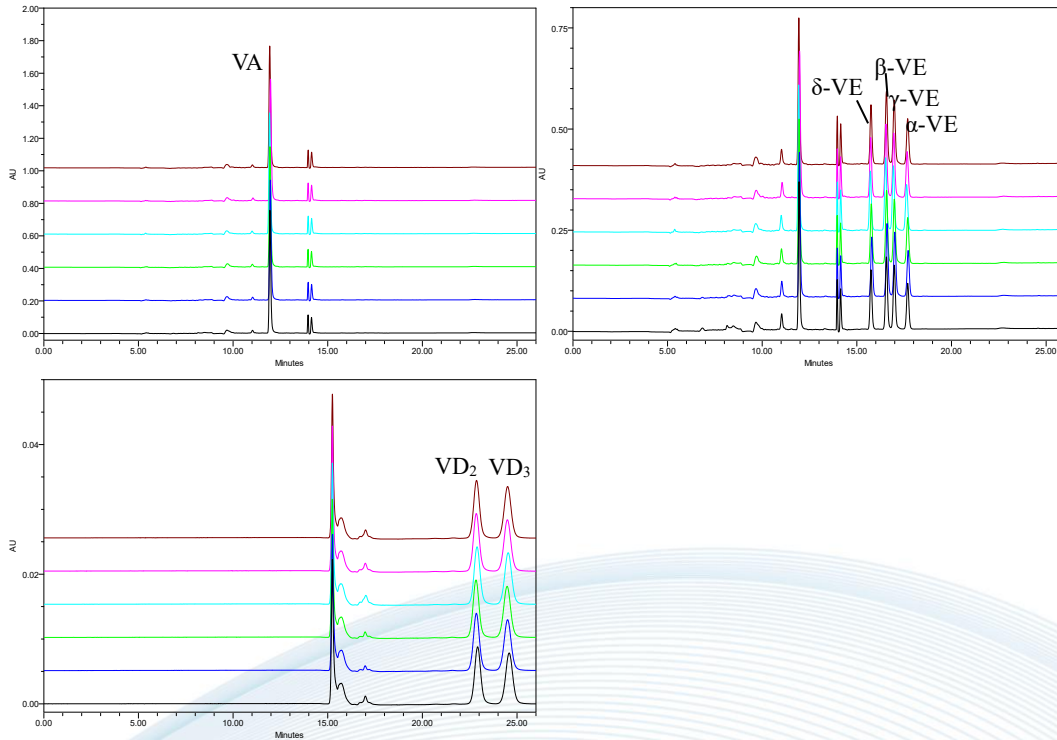 2.00
1.80
1.60
1.40
1.20
1.00
0.80
0.60
0.40
0.20
0.00
AU
VA
0.00 5.00 10.00 15.00 20.00 25.00
Minutes
0.75
0.50
0.25
0.00
AU
δ-VE
β-VE
γ-VE
α-VE
0.00 5.00 10.00 15.00 20.00 25.00
Minutes
0.04
0.02
0.00
AU
VD₂ VD₃
0.00 5.00 10.00 15.00 20.00 25.00
Minutes